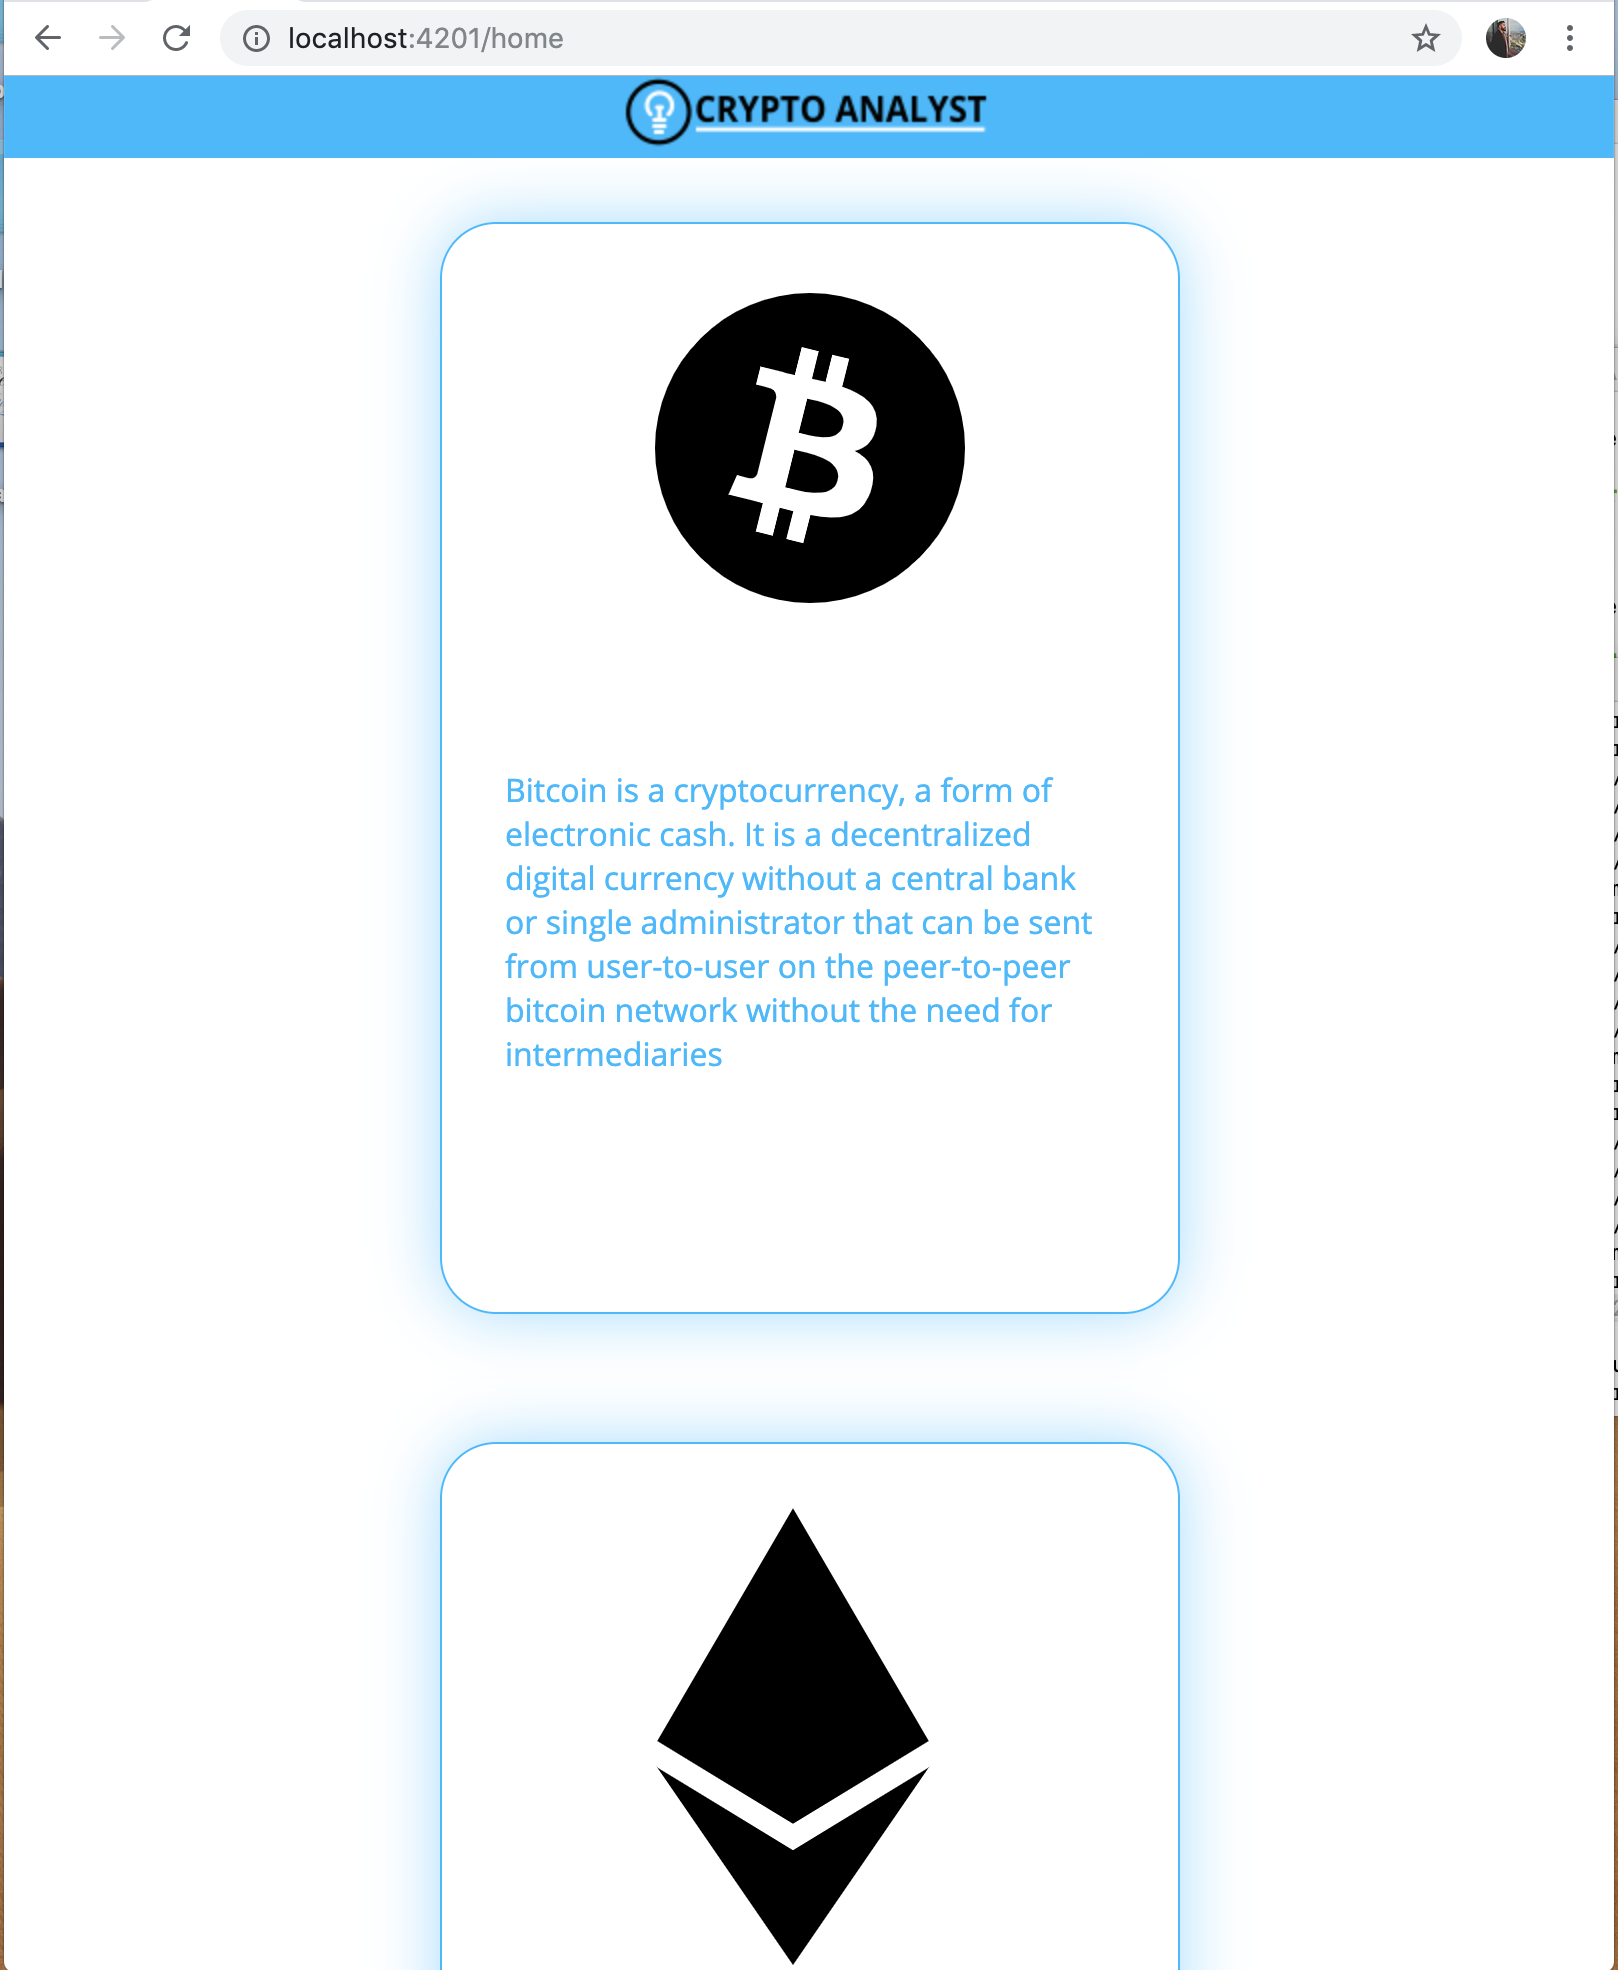 localhost:4201/home
CRYPTO ANALYST
Bitcoin is a cryptocurrency, a form of
electronic cash. It is a decentralized
digital currency without a central bank
or single administrator that can be sent
from user-to-user on the peer-to-peer
bitcoin network without the need for
intermediaries